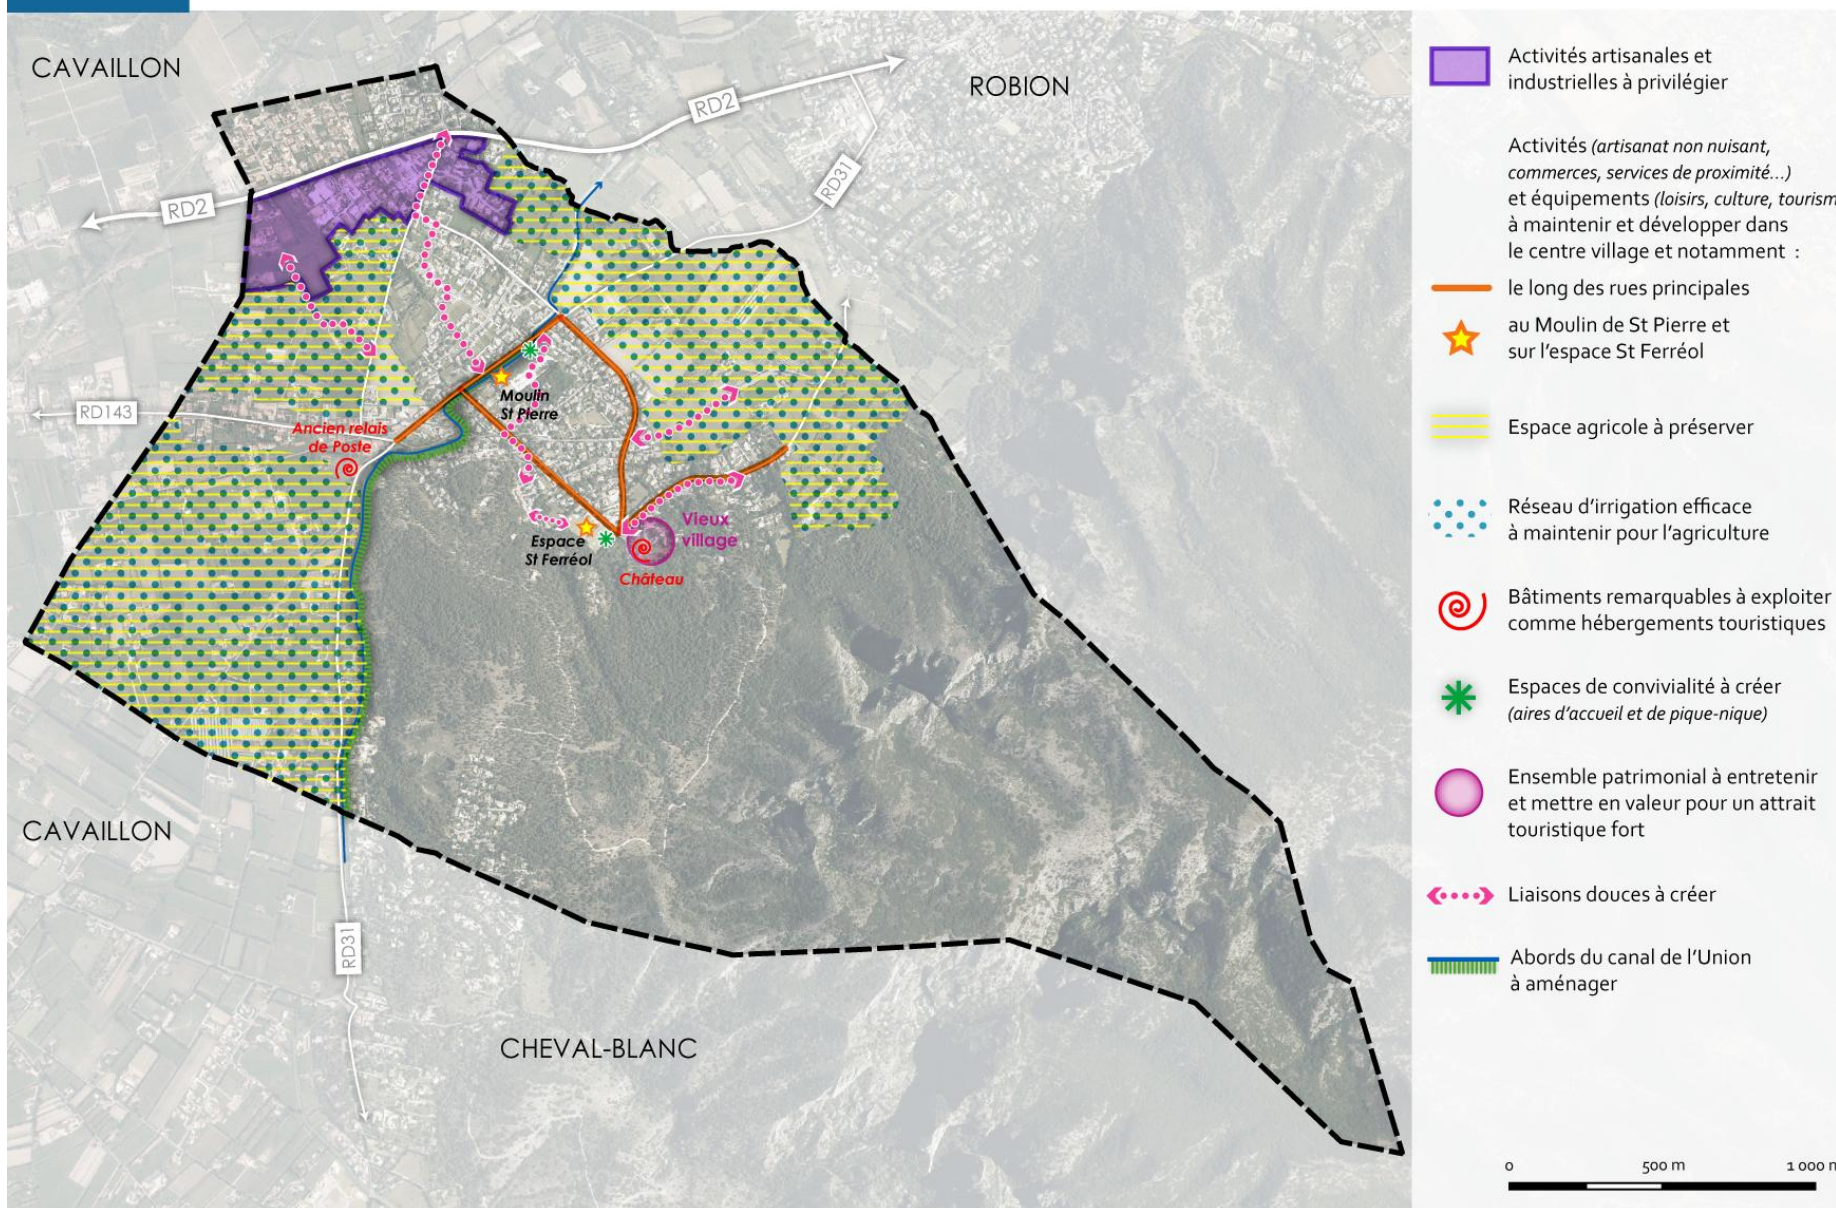 CAVAILLON
ROBION
RD2
RD31
RD2
RD143
Moulin
St Pierre
Ancien relais
de Poste
Vieux
village
Espace
St Ferréol
Château
CAVAILLON
RD31
CHEVAL-BLANC
Activités artisanales et
industrielles à privilégier
Activités (artisanat non nuisant,
commerces, services de proximité...)
et équipements (loisirs, culture, tourism
à maintenir et développer dans
le centre village et notamment :
le long des rues principales
au Moulin de St Pierre et
sur l'espace St Ferréol
Espace agricole à préserver
Réseau d'irrigation efficace
à maintenir pour l'agriculture
Bâtiments remarquables à exploiter
comme hébergements touristiques
Espaces de convivialité à créer
(aires d'accueil et de pique-nique)
Ensemble patrimonial à entretenir
et mettre en valeur pour un attrait
touristique fort
Liaisons douces à créer
Abords du canal de l'Union
à aménager
0 500 m 1 000 m